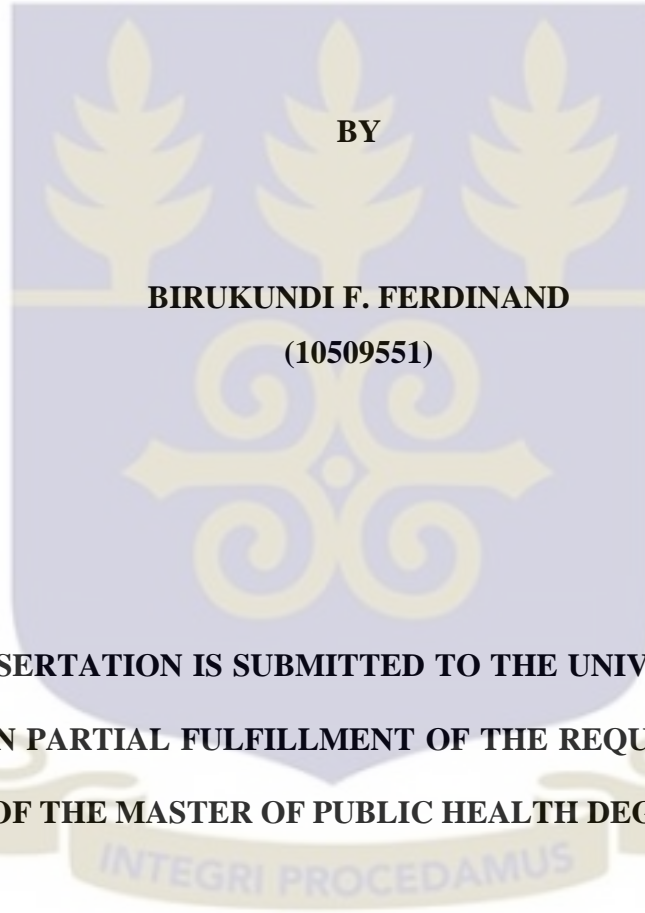 BY
BIRUKUNDI F. FERDINAND
(10509551)
SERTATION IS SUBMITTED TO THE UNIV
N PARTIAL FULFILLMENT OF THE REQU
OF THE MASTER OF PUBLIC HEALTH DEG
INTEGRI PROCEDAMUS